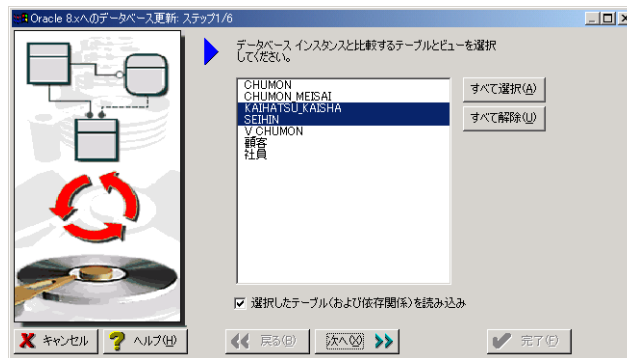 Oracle 8.xへのデータベース更新: ステップ1/6
データベース インスタンスと比較するテーブルとビューを選択
してください。
CHUMON
CHUMON_MEISAI
KAIHATSU_KAISHA
SEIHIN
V_CHUMON
顧客
社員
すべて選択(A)
すべて解除(U)
選択したテーブル(および依存関係)を読み込み
キャンセル
ヘルプ(H)
戻る(B)
次へ(N)
完了(F)